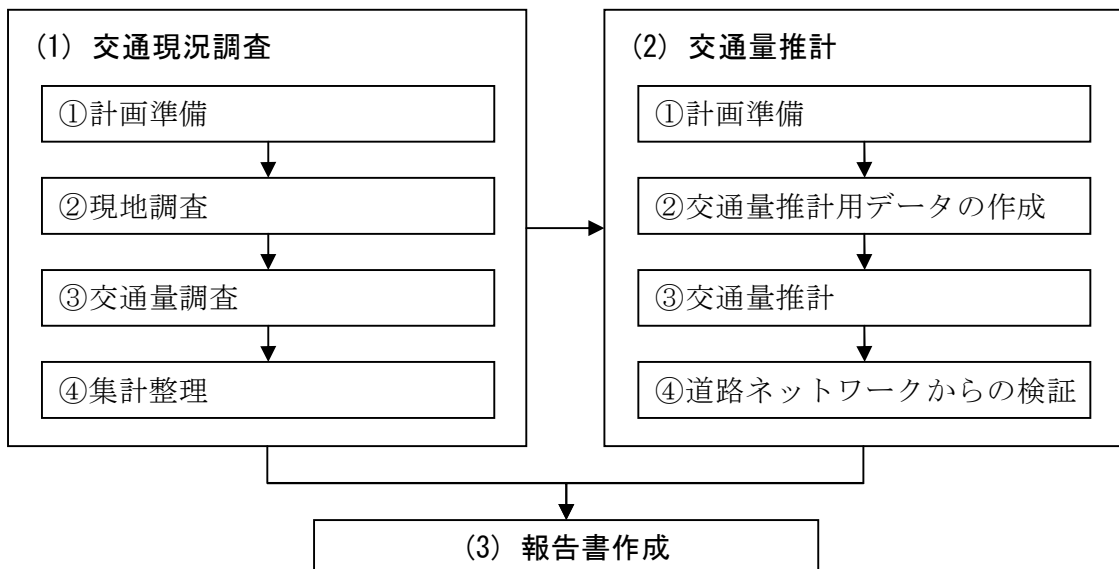 (1) 交通現況調査
①計画準備
②現地調査
③交通量調査
④集計整理
(2) 交通量推計
①計画準備
②交通量推計用データの作成
③交通量推計
④道路ネットワークからの検証
(3) 報告書作成